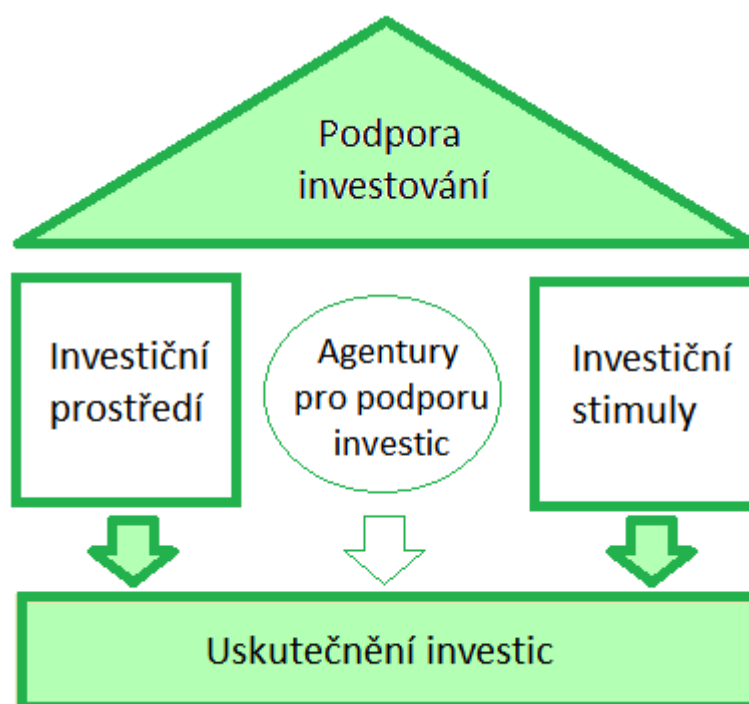 Podpora
investování
Investiční
prostředí
Agentury
pro podporu
investic
Investiční
stimuly
Uskutečnění investic